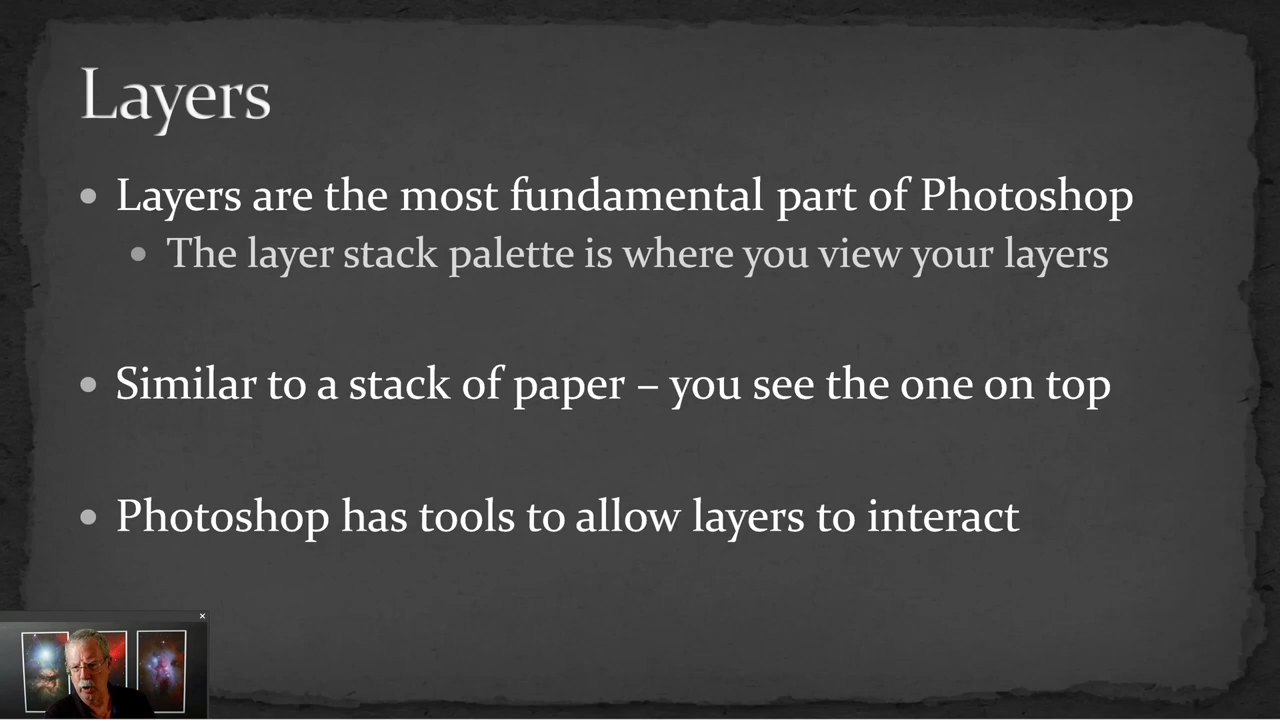 Layers
Layers are the most fundamental part of Photoshop
The layer stack palette is where you view your layers
Similar to a stack of paper – you see the one on top
Photoshop has tools to allow layers to interact